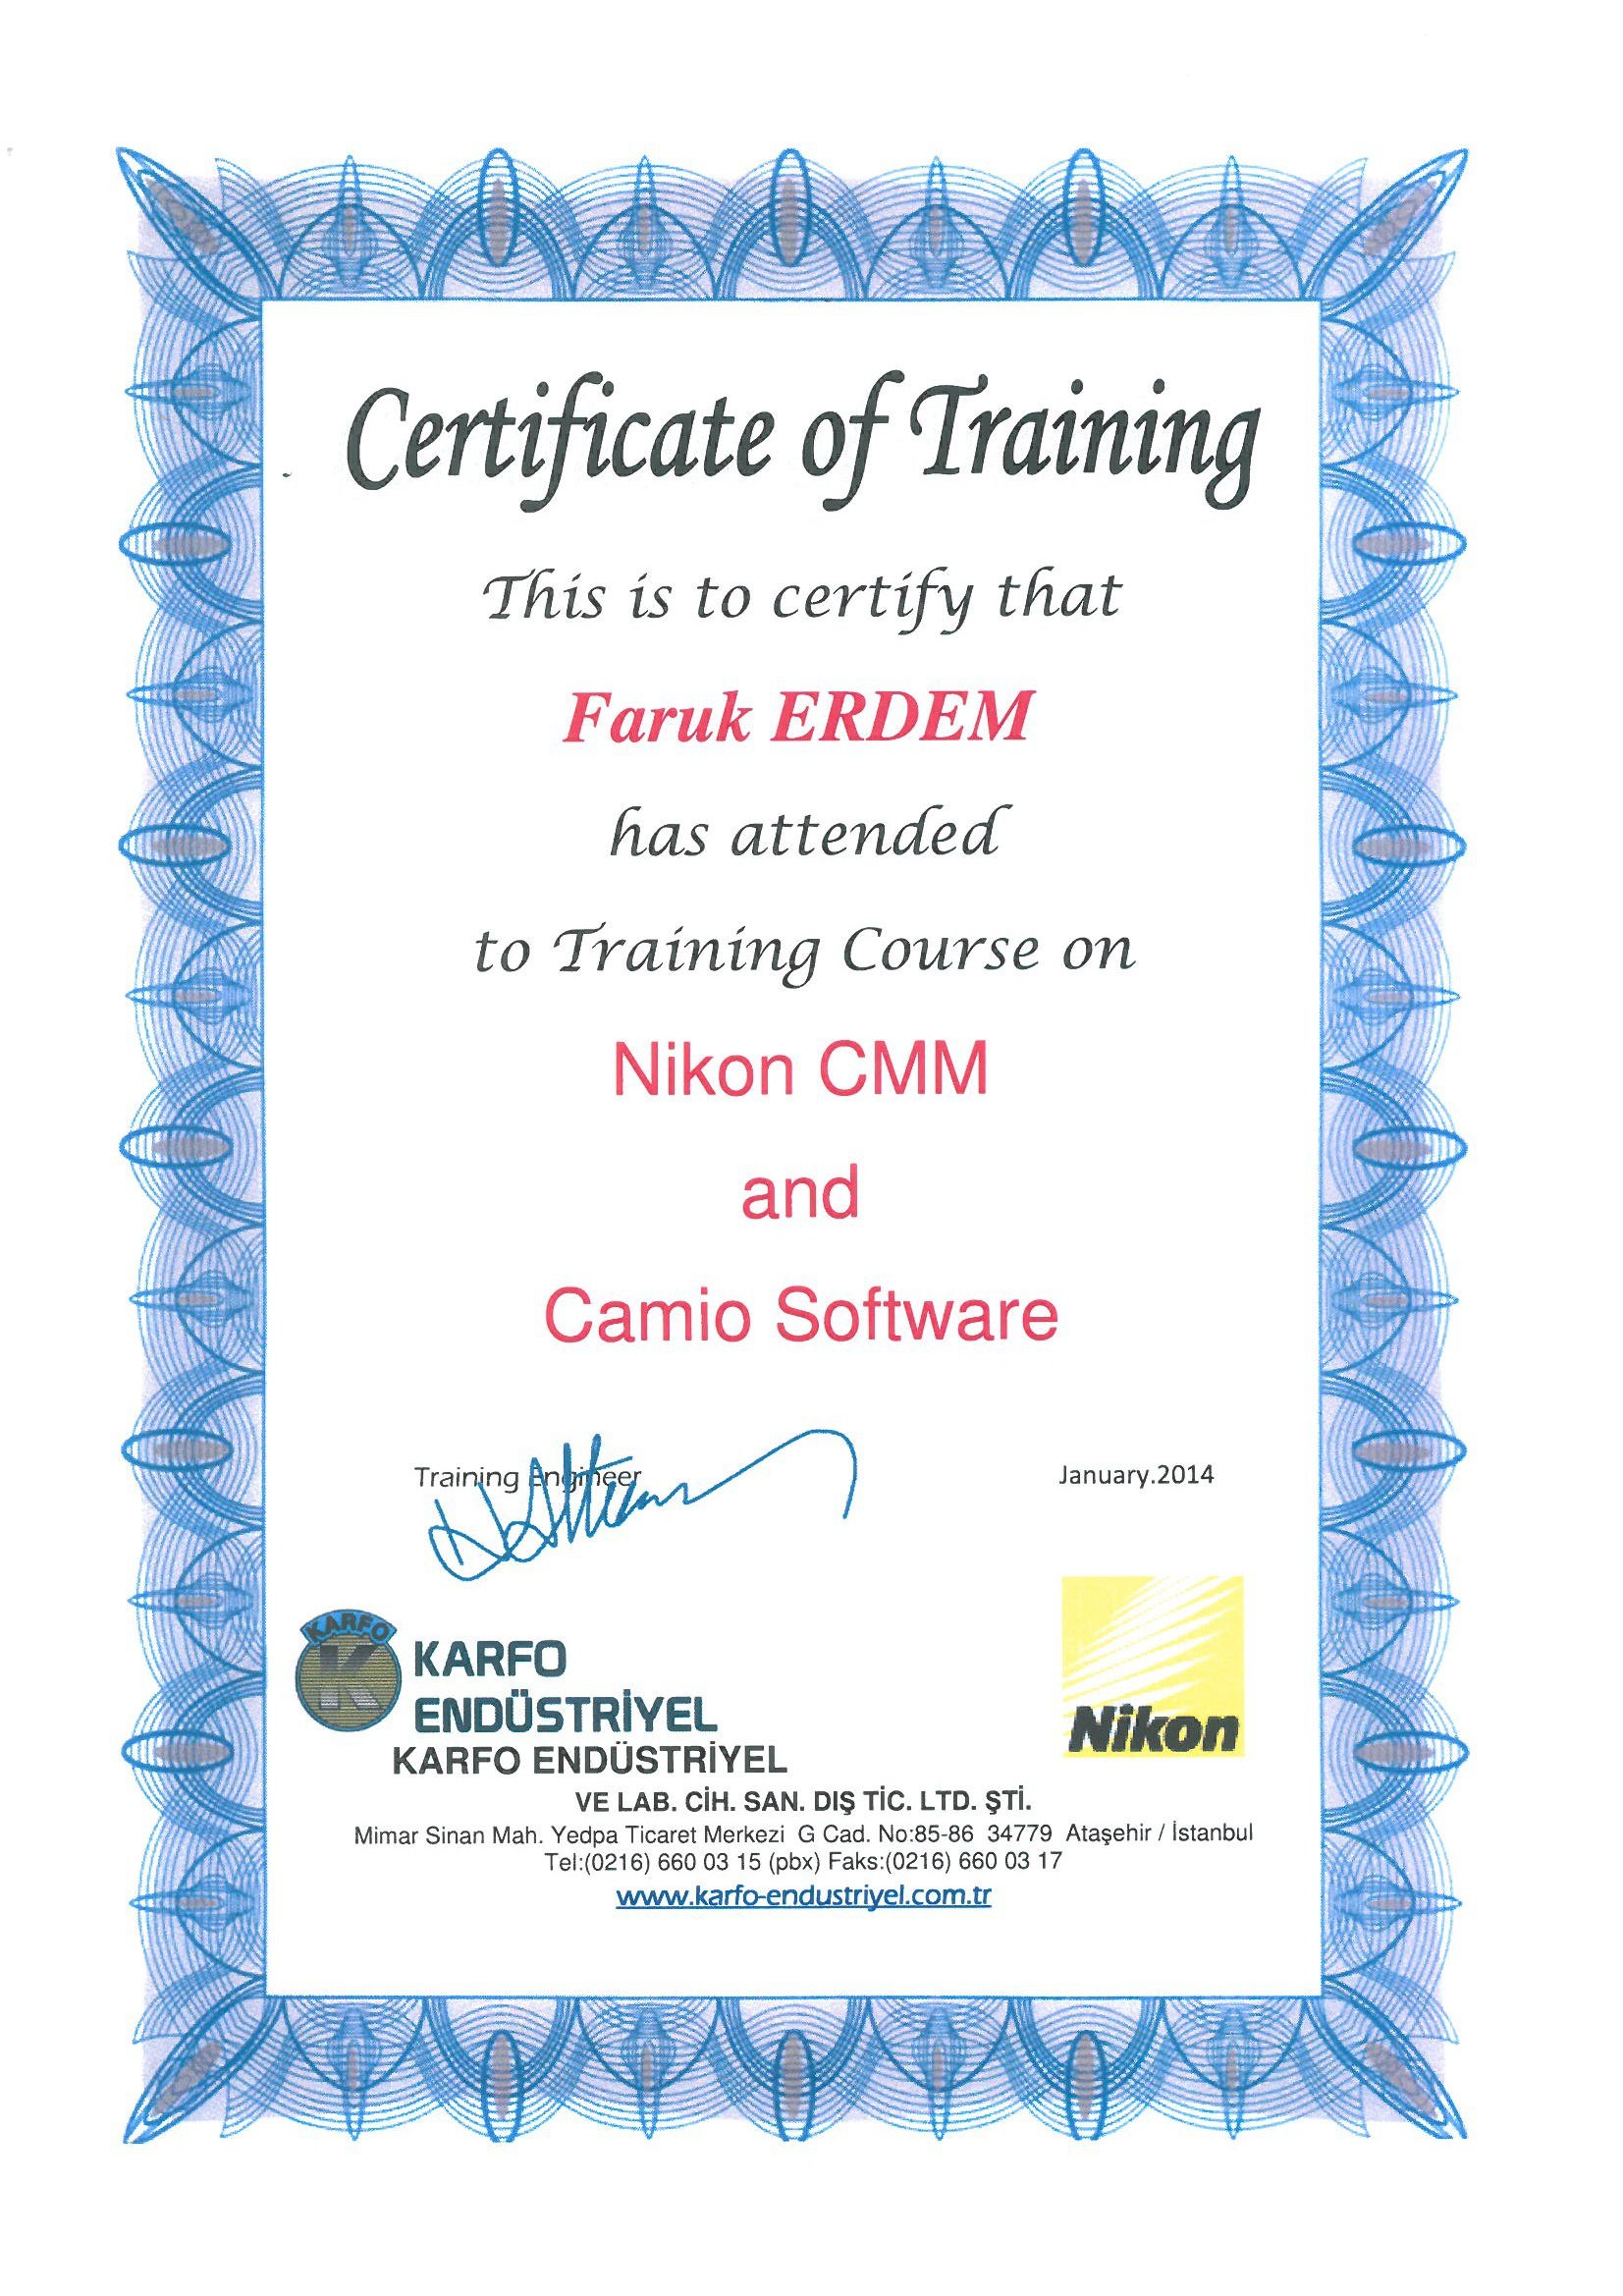 Certificate of Training
This is to certify that
Faruk ERDEM
has attended
to Training Course on
Nikon CMM
and
Camio Software
Training Engineer
January.2014
KARFO
K
KARFO
ENDÜSTRİYEL
Nikon
KARFO ENDÜSTRİYEL
VE LAB. CİH. SAN. DIŞ TİC. LTD. ŞTİ.
Mimar Sinan Mah. Yedpa Ticaret Merkezi G Cad. No:85-86 34779 Ataşehir / İstanbul
Tel:(0216) 660 03 15 (pbx) Faks:(0216) 660 03 17
www.karfo-endustriyel.com.tr